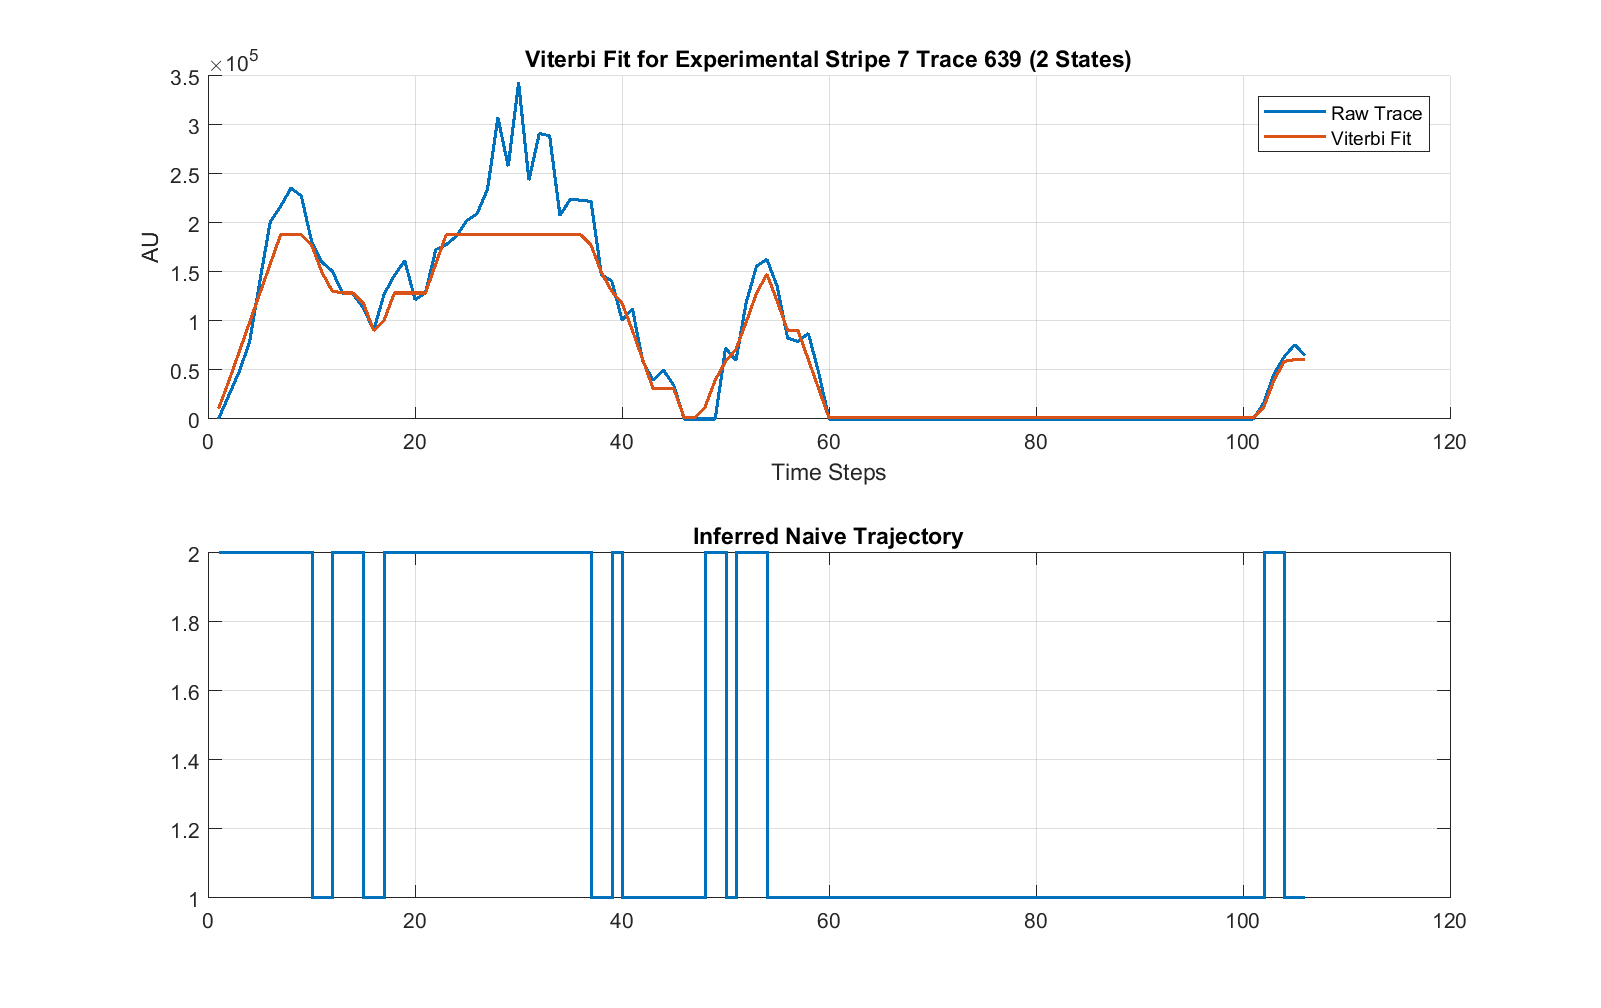 Viterbi Fit for Experimental Stripe 7 Trace 639 (2 States)
×10⁵
3.5
3
2.5
2
1.5
1
0.5
0
AU
Raw Trace
Viterbi Fit
0 20 40 60 80 100 120
Time Steps
Inferred Naive Trajectory
2
1.8
1.6
1.4
1.2
1
0 20 40 60 80 100 120